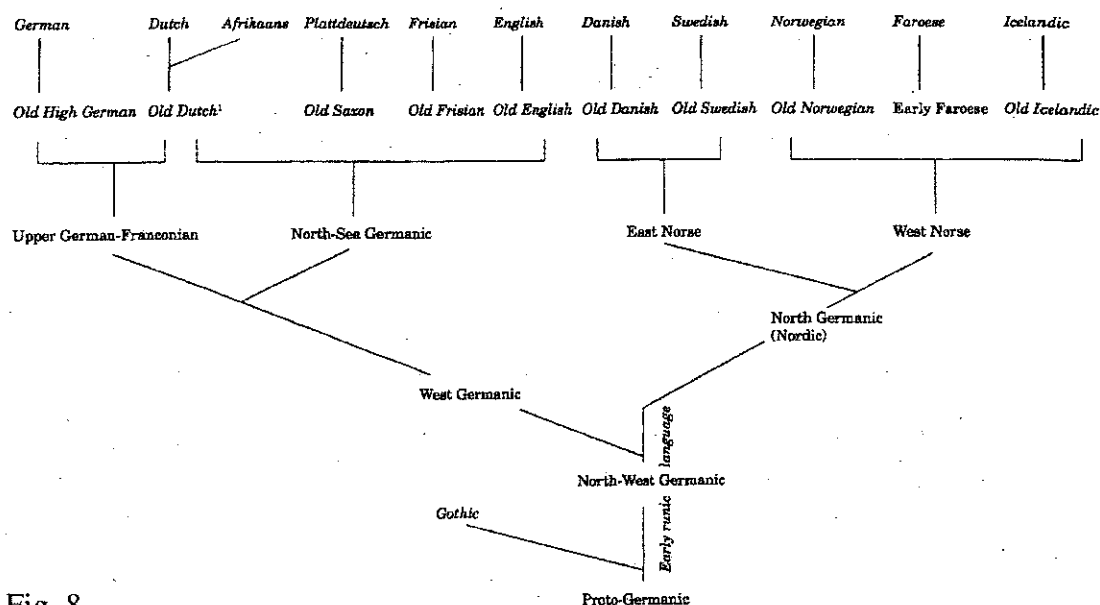 German Dutch Afrikaans Plattdeutsch Frisian English Danish Swedish Norwegian Faroese Icelandic
Old High German Old Dutch¹ Old Saxon Old Frisian Old English Old Danish Old Swedish Old Norwegian Early Faroese Old Icelandic
Upper German-Franconian North-Sea Germanic East Norse West Norse
North Germanic
(Nordic)
West Germanic
language
North-West Germanic
Gothic
Early runic
Proto-Germanic
Fig. 8